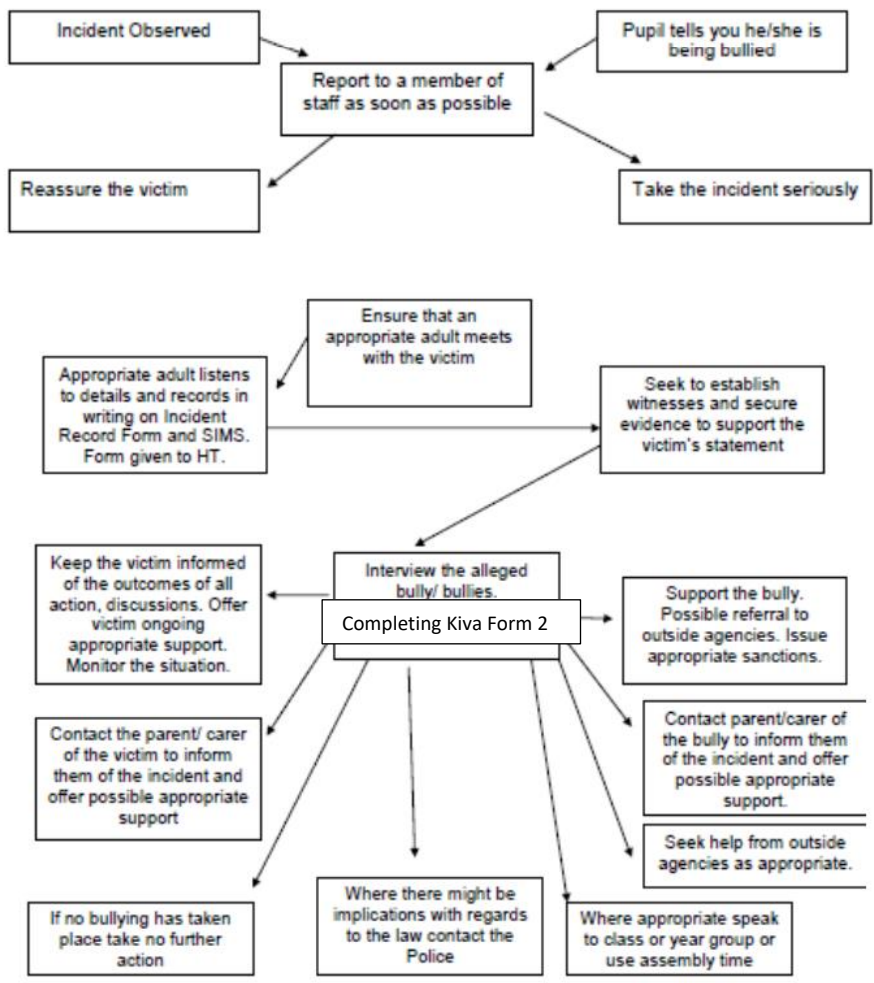 Incident Observed
Pupil tells you he/she is
being bullied
Report to a member of
staff as soon as possible
Reassure the victim
Take the incident seriously
Ensure that an
appropriate adult meets
with the victim
Appropriate adult listens
to details and records in
writing on Incident
Record Form and SIMS.
Form given to HT.
Seek to establish
witnesses and secure
evidence to support the
victim's statement
Keep the victim informed
of the outcomes of all
action, discussions. Offer
victim ongoing
appropriate support.
Monitor the situation.
Interview the alleged
bully/ bullies.
Completing Kiva Form 2
Support the bully.
Possible referral to
outside agencies. Issue
appropriate sanctions.
Contact the parent/ carer
of the victim to inform
them of the incident and
offer possible appropriate
support
Contact parent/carer of
the bully to inform them
of the incident and offer
possible appropriate
support.
Seek help from outside
agencies as appropriate.
If no bullying has taken
place take no further
action
Where there might be
implications with regards
to the law contact the
Police
Where appropriate speak
to class or year group or
use assembly time